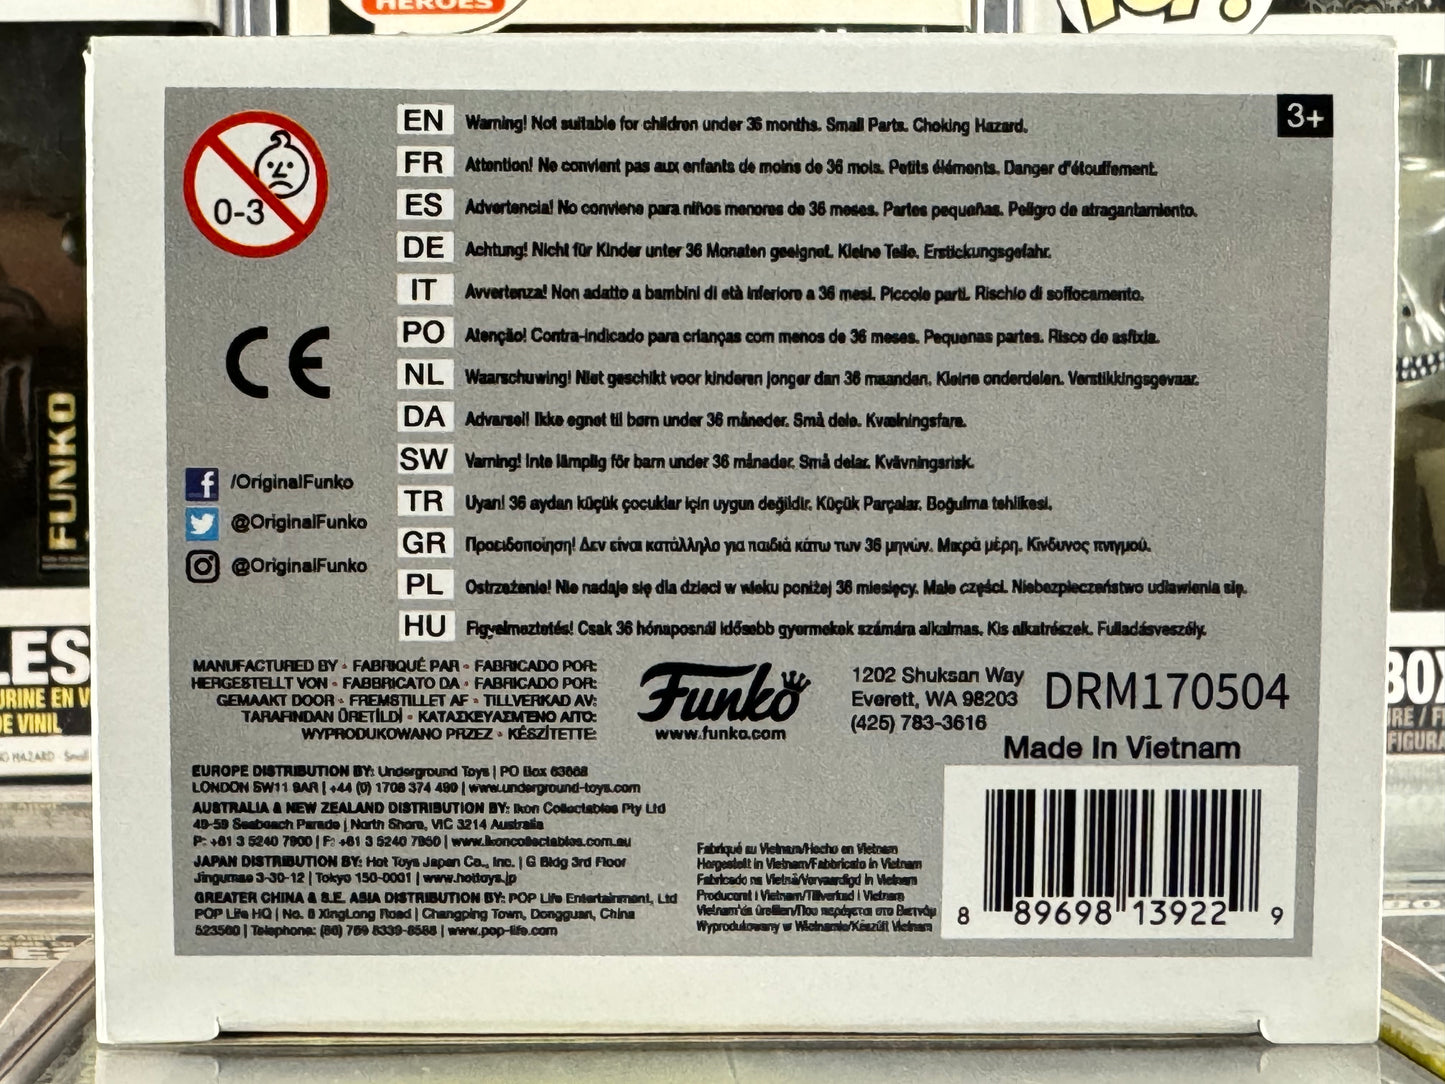 HEROES
POP!
3+
0-3
EN Warning! Not suitable for children under 36 months. Small Parts. Choking Hazard.
FR Attention! Ne convient pas aux enfants de moins de 36 mois. Petits éléments. Danger d'étouffement.
ES Advertencia! No conviene para niños menores de 36 meses. Partes pequeñas. Peligro de atragantamiento.
DE Achtung! Nicht für Kinder unter 36 Monaten geeignet. Kleine Teile. Erstickungsgefahr.
IT Avvertenza! Non adatto a bambini di età inferiore a 36 mesi. Piccole parti. Rischio di soffocamento.
PO Atenção! Contra-indicado para crianças com menos de 36 meses. Pequenas partes. Risco de asfixia.
NL Waarschuwing! Niet geschikt voor kinderen jonger dan 36 maanden. Kleine onderdelen. Verstikkingsgevaar.
DA Advarsel! Ikke egnet til børn under 36 måneder. Små dele. Kvælningsfare.
SW Varning! Inte lämplig för barn under 36 månader. Små delar. Kvävningsrisk.
TR Uyarı! 36 aydan küçük çocuklar için uygun değildir. Küçük Parçalar. Boğulma tehlikesi.
GR Προειδοποίηση! Δεν είναι κατάλληλο για παιδιά κάτω των 36 μηνών. Μικρά μέρη. Κίνδυνος πνιγμού.
PL Ostrzeżenie! Nie nadaje się dla dzieci w wieku poniżej 36 miesięcy. Małe części. Niebezpieczeństwo udławienia się.
HU Figyelmeztetés! Csak 36 hónaposnál idősebb gyermekek számára alkalmas. Kis alkatrészek. Fulladásveszély.
CE
/OriginalFunko
@OriginalFunko
@OriginalFunko
MANUFACTURED BY • FABRIQUÉ PAR • FABRICADO POR:
HERGESTELLT VON • FABBRICATO DA • FABRICADO POR:
GEMAAKT DOOR • FREMSTILLET AF • TILLVERKAD AV:
TARAFINDAN ÜRETİLDİ • ΚΑΤΑΣΚΕΥΑΣΜΈΝΟ ΑΠΌ:
WYPRODUKOWANO PRZEZ • KÉSZÍTETTE:
Funko
www.funko.com
1202 Shuksan Way
Everett, WA 98203
(425) 783-3616
DRM170504
Made In Vietnam
EUROPE DISTRIBUTION BY: Underground Toys | PO Box 63668
LONDON SW11 9AR | +44 (0) 1708 374 490 | www.underground-toys.com
AUSTRALIA & NEW ZEALAND DISTRIBUTION BY: Ikon Collectables Pty Ltd
49-59 Seabeach Parade | North Shore, VIC 3214 Australia
P: +61 3 5240 7900 | F: +61 3 5240 7950 | www.ikoncollectables.com.au
JAPAN DISTRIBUTION BY: Hot Toys Japan Co., Inc. | G Bldg 3rd Floor
Jingumae 3-30-12 | Tokyo 150-0001 | www.hottoys.jp
GREATER CHINA & S.E. ASIA DISTRIBUTION BY: POP Life Entertainment, Ltd
POP Life HQ | No. 8 XingLong Road | Changping Town, Dongguan, China
523560 | Telephone: (86) 769 8339-8588 | www.pop-life.com
Fabriqué au Vietnam/Hecho en Vietnam
Hergestellt in Vietnam/Fabbricato in Vietnam
Fabricado na Vietnã/Vervaardigd in Vietnam
Producent i Vietnam/Tillverkad i Vietnam
Vietnam'da üretilen/Που παράγεται στο Βιετνάμ
Wyprodukowany w Wietnamie/Készült Vietnam
8 89698 13922 9
FUNKO
LES
URINE EN V
DE VINIL
HAZARD
BOX
FIGURA